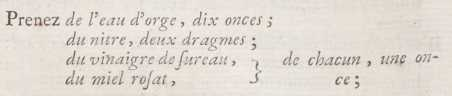 Prenez de l'eau d'orge, dix onces;
du nitre, deux dragmes;
du vinaigre de ſureau, } de chacun, une on-
du miel roſat, } ce;